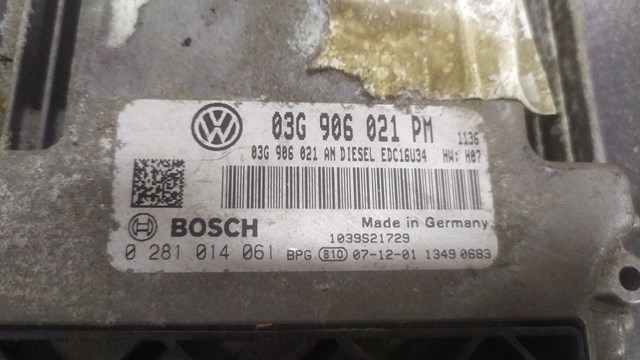 03G 906 021 PM 1136
03G 906 021 AN DIESEL EDC16U34 HW: H07
BOSCH Made in Germany
1039S21729
0 281 014 061 BPG 810 07-12-01 1349 0683